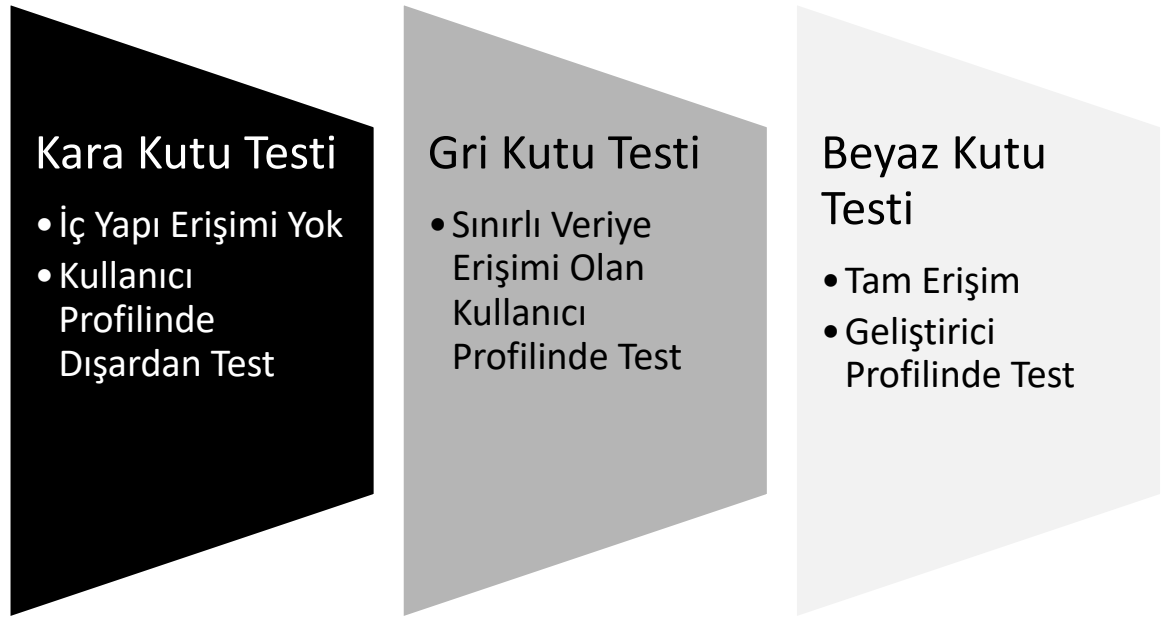 Kara Kutu Testi
• İç Yapı Erişimi Yok
• Kullanıcı
Profilinde
Dışardan Test
Gri Kutu Testi
• Sınırlı Veriye
Erişimi Olan
Kullanıcı
Profilinde Test
Beyaz Kutu
Testi
• Tam Erişim
• Geliştirici
Profilinde Test